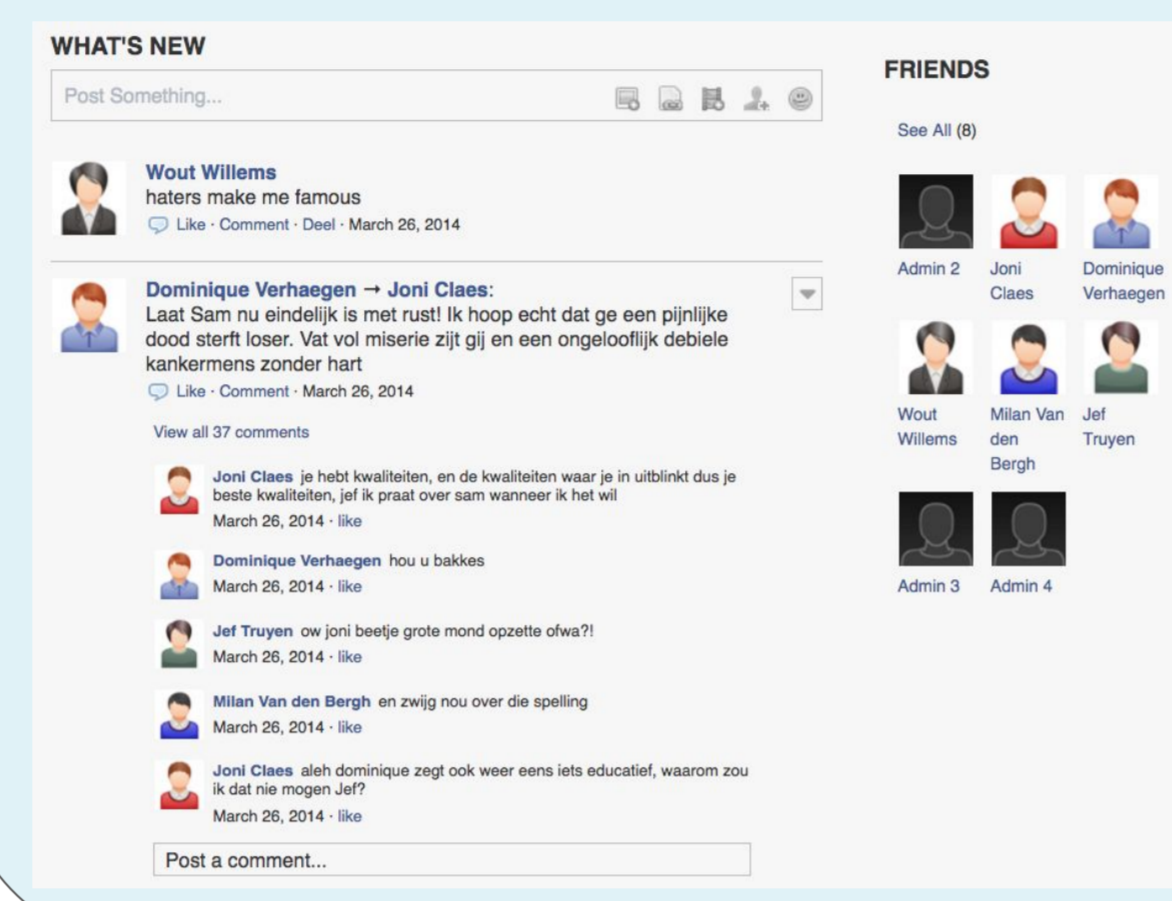 WHAT'S NEW
Post Something...
Wout Willems
haters make me famous
Like · Comment · Deel · March 26, 2014
Dominique Verhaegen → Joni Claes:
Laat Sam nu eindelijk is met rust! Ik hoop echt dat ge een pijnlijke
dood sterft loser. Vat vol miserie zijt gij en een ongelooflijk debiele
kankermens zonder hart
Like · Comment · March 26, 2014
View all 37 comments
Joni Claes je hebt kwaliteiten, en de kwaliteiten waar je in uitblinkt dus je
beste kwaliteiten, jef ik praat over sam wanneer ik het wil
March 26, 2014 · like
Dominique Verhaegen hou u bakkes
March 26, 2014 · like
Jef Truyen ow joni beetje grote mond opzette ofwa?!
March 26, 2014 · like
Milan Van den Bergh en zwijg nou over die spelling
March 26, 2014 · like
Joni Claes aleh dominique zegt ook weer eens iets educatief, waarom zou
ik dat nie mogen Jef?
March 26, 2014 · like
Post a comment...
FRIENDS
See All (8)
Admin 2
Joni
Claes
Dominique
Verhaegen
Wout
Willems
Milan Van
den
Bergh
Jef
Truyen
Admin 3
Admin 4